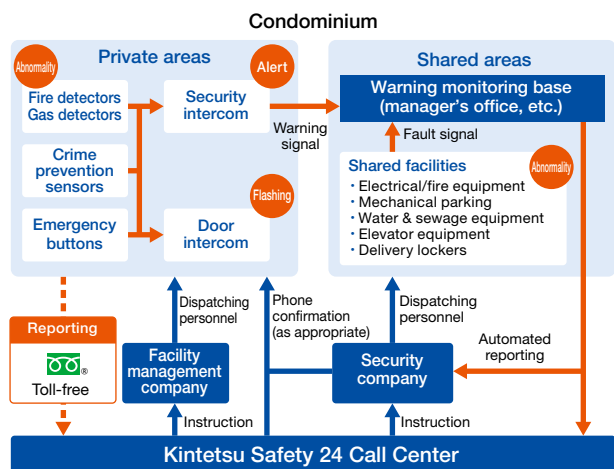 Condominium
Private areas
Abnormality
Fire detectors
Gas detectors
Crime
prevention
sensors
Emergency
buttons
Alert
Security
intercom
Flashing
Door
intercom
Warning
signal
Shared areas
Warning monitoring base
(manager's office, etc.)
Fault signal
Abnormality
Shared facilities
・Electrical/fire equipment
・Mechanical parking
・Water & sewage equipment
・Elevator equipment
・Delivery lockers
Reporting
®
Toll-free
Dispatching
personnel
Facility
management
company
Instruction
Phone
confirmation
(as appropriate)
Dispatching
personnel
Security
company
Instruction
Automated
reporting
Kintetsu Safety 24 Call Center